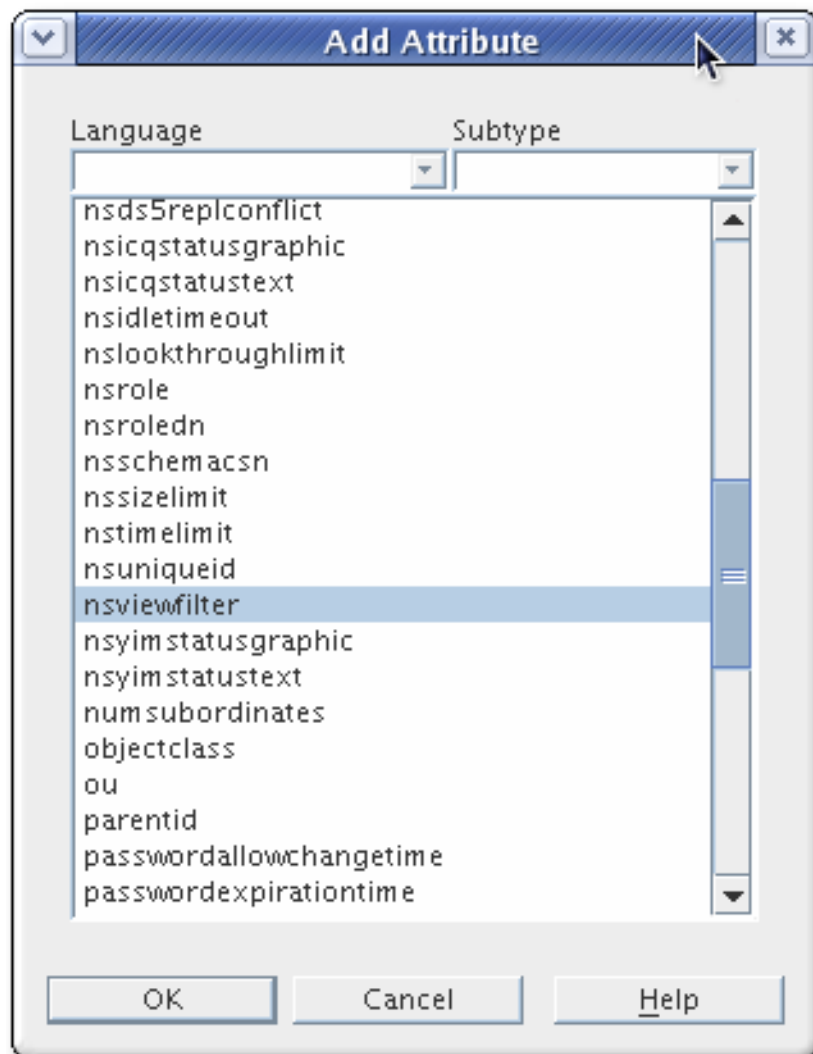 Add Attribute
Language Subtype
nsds5replconflict
nsicqstatusgraphic
nsicqstatustext
nsidletimeout
nslookthroughlimit
nsrole
nsroledn
nsschemacsn
nssizelimit
nstimelimit
nsuniqueid
nsviewfilter
nsyimstatusgraphic
nsyimstatustext
numsubordinates
objectclass
ou
parentid
passwordallowchangetime
passwordexpirationtime
OK Cancel Help